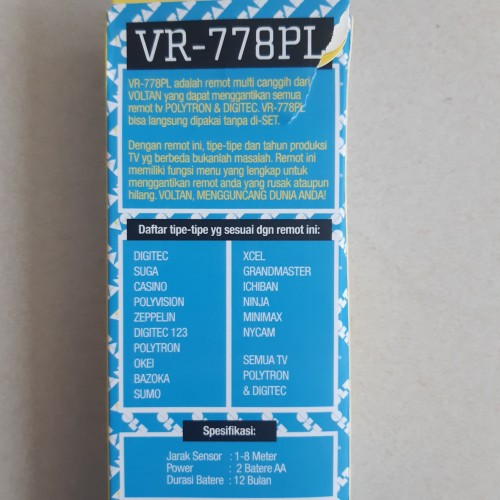 VR-778PL
VR-778PL adalah remot multi canggih dari
VOLTAN yang dapat menggantikan semua
remot tv POLYTRON & DIGITEC. VR-778PL
bisa langsung dipakai tanpa di-SET.
Dengan remot ini, tipe-tipe dan tahun produksi
TV yg berbeda bukanlah masalah. Remot ini
memiliki fungsi menu yang lengkap untuk
menggantikan remot anda yang rusak ataupun
hilang. VOLTAN, MENGGUNCANG DUNIA ANDA!
Daftar tipe-tipe yg sesuai dgn remot ini:
DIGITEC
SUGA
CASINO
POLYVISION
ZEPPELIN
DIGITEC 123
POLYTRON
OKEI
BAZOKA
SUMO
XCEL
GRANDMASTER
ICHIBAN
NINJA
MINIMAX
NYCAM
SEMUA TV
POLYTRON
& DIGITEC
Spesifikasi:
Jarak Sensor : 1-8 Meter
Power : 2 Batere AA
Durasi Batere : 12 Bulan